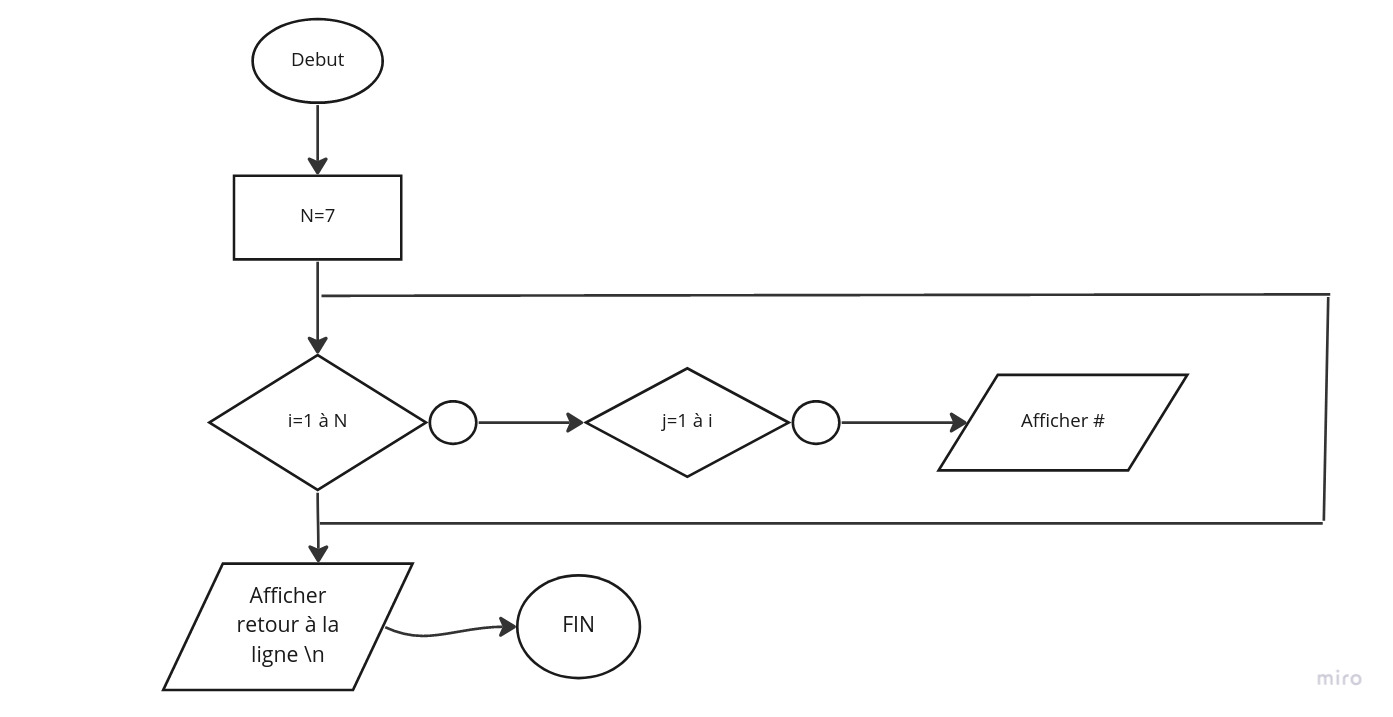 Debut
N=7
i=1 à N
j=1 à i
Afficher #
Afficher
retour à la
ligne \n
FIN
miro